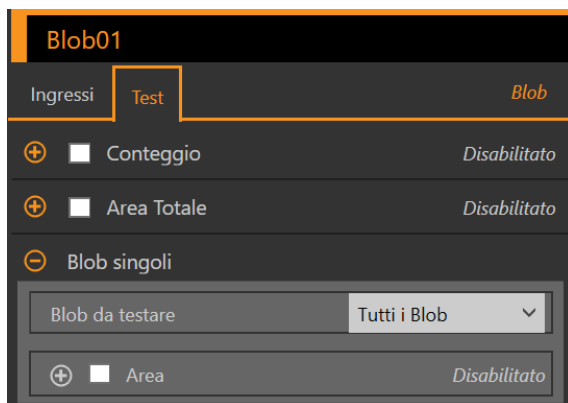 Blob01
Ingressi Test Blob
Conteggio Disabilitato
Area Totale Disabilitato
Blob singoli
Blob da testare Tutti i Blob
Area Disabilitato